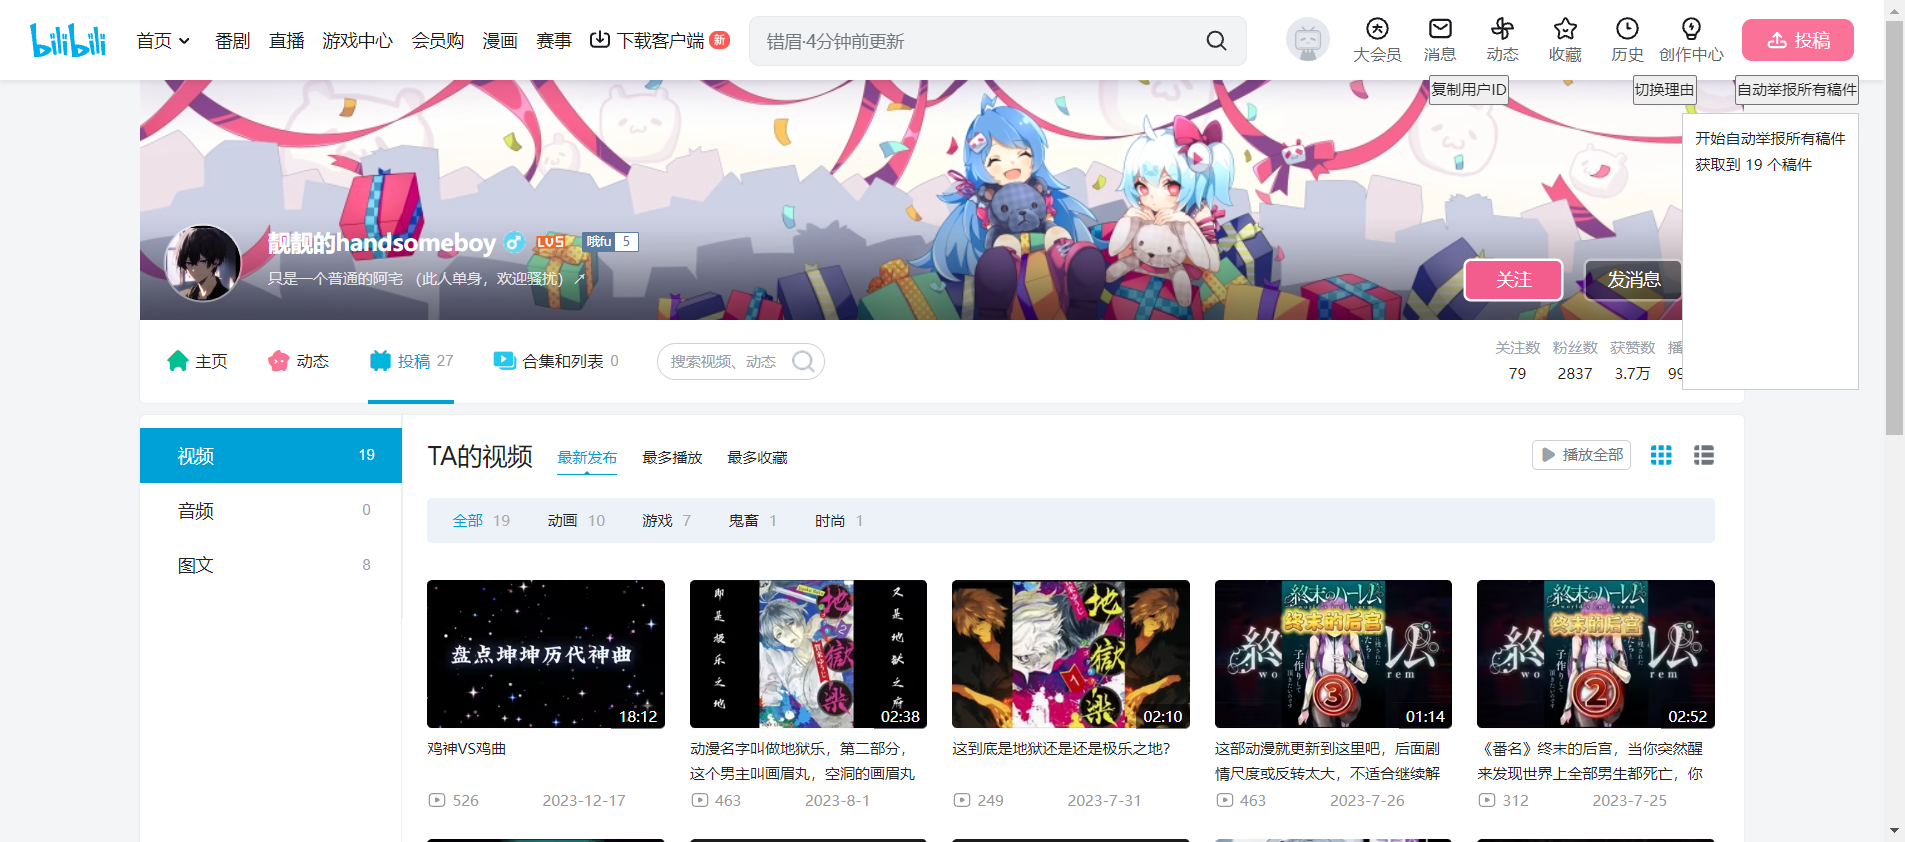 bilibili
首页
番剧
直播
游戏中心
会员购
漫画
赛事
下载客户端 新
错眉·4分钟前更新
大会员
消息
动态
收藏
历史
创作中心
投稿
复制用户ID
切换理由
自动举报所有稿件
开始自动举报所有稿件
获取到 19 个稿件
靓靓的handsomeboy LV5 哦fu 5
只是一个普通的阿宅 （此人单身，欢迎骚扰）
关注
发消息
主页
动态
投稿 27
合集和列表 0
搜索视频、动态
关注数 粉丝数 获赞数 播
79 2837 3.7万 99
视频 19
音频 0
图文 8
TA的视频
最新发布
最多播放
最多收藏
播放全部
全部 19
动画 10
游戏 7
鬼畜 1
时尚 1
盘点坤坤历代神曲
18:12
鸡神VS鸡曲
526 2023-12-17
即是极乐之地
又是地狱之府
地獄楽
2
02:38
动漫名字叫做地狱乐，第二部分，
这个男主叫画眉丸，空洞的画眉丸
463 2023-8-1
地獄楽
1
02:10
这到底是地狱还是还是极乐之地？
249 2023-7-31
終末のハーレム
world's end harem
终末的后宫
3
01:14
这部动漫就更新到这里吧，后面剧
情尺度或反转太大，不适合继续解
463 2023-7-26
終末のハーレム
world's end harem
终末的后宫
2
02:52
《番名》终末的后宫，当你突然醒
来发现世界上全部男生都死亡，你
312 2023-7-25